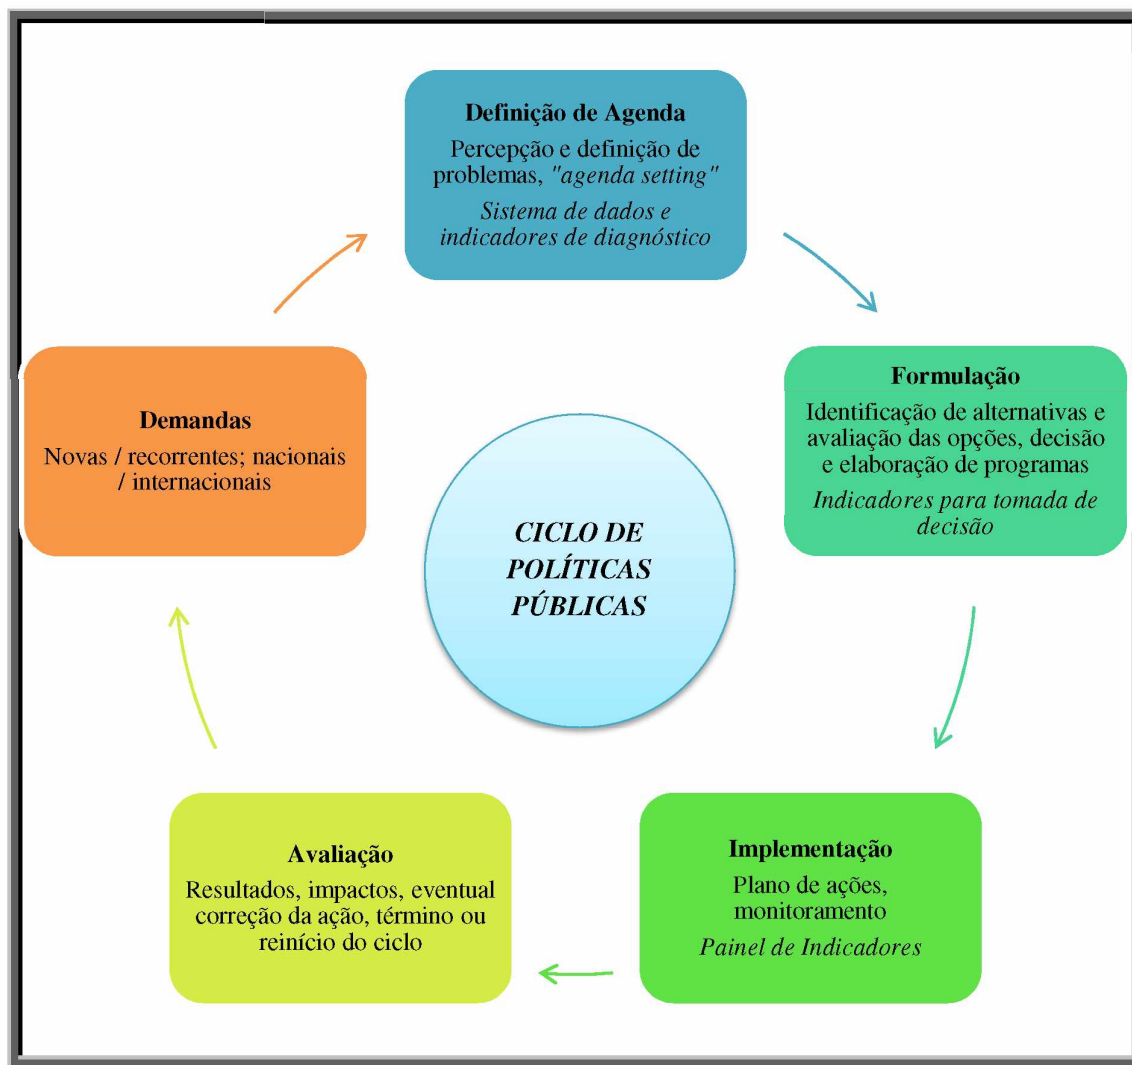 Definição de Agenda
Percepção e definição de
problemas, "agenda setting"
Sistema de dados e
indicadores de diagnóstico
Formulação
Identificação de alternativas e
avaliação das opções, decisão
e elaboração de programas
Indicadores para tomada de
decisão
Implementação
Plano de ações,
monitoramento
Painel de Indicadores
Avaliação
Resultados, impactos, eventual
correção da ação, término ou
reinício do ciclo
Demandas
Novas / recorrentes; nacionais
/ internacionais
CICLO DE
POLÍTICAS
PÚBLICAS